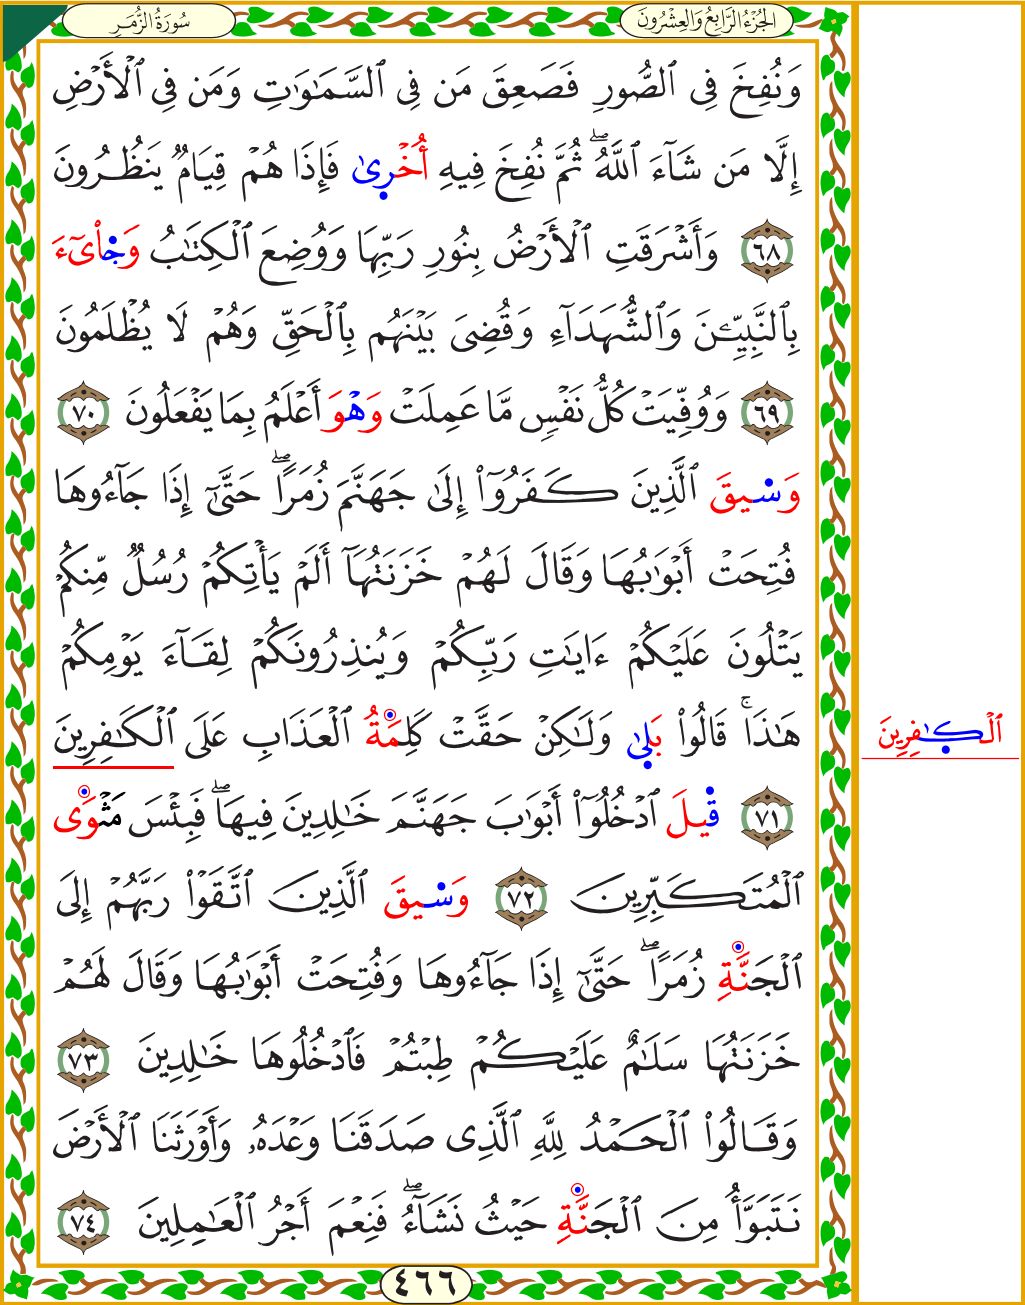 سُورَةُ الزُّمَرِ
الجُزْءُ الرَّابِعُ وَالعِشْرُونَ
وَنُفِخَ فِي ٱلصُّورِ فَصَعِقَ مَن فِي ٱلسَّمَٰوَٰتِ وَمَن فِي ٱلۡأَرۡضِ
إِلَّا مَن شَآءَ ٱللَّهُۖ ثُمَّ نُفِخَ فِيهِ أُخۡرٜىٰ فَإِذَا هُمۡ قِيَامٞ يَنظُرُونَ
٦٨ وَأَشۡرَقَتِ ٱلۡأَرۡضُ بِنُورِ رَبِّهَا وَوُضِعَ ٱلۡكِتَٰبُ وَجِاْيٓءَ
بِٱلنَّبِيِّـۧنَ وَٱلشُّهَدَآءِ وَقُضِيَ بَيۡنَهُم بِٱلۡحَقِّ وَهُمۡ لَا يُظۡلَمُونَ
٦٩ وَوُفِّيَتۡ كُلُّ نَفۡسٖ مَّا عَمِلَتۡ وَهۡوَ أَعۡلَمُ بِمَا يَفۡعَلُونَ ٧٠
وَسِيقَ ٱلَّذِينَ كَفَرُوٓاْ إِلَىٰ جَهَنَّمَ زُمَرًاۖ حَتَّىٰٓ إِذَا جَآءُوهَا
فُتِحَتۡ أَبۡوَٰبُهَا وَقَالَ لَهُمۡ خَزَنَتُهَآ أَلَمۡ يَأۡتِكُمۡ رُسُلٞ مِّنكُمۡ
يَتۡلُونَ عَلَيۡكُمۡ ءَايَٰتِ رَبِّكُمۡ وَيُنذِرُونَكُمۡ لِقَآءَ يَوۡمِكُمۡ
هَٰذَاۚ قَالُواْ بَلٜىٰ وَلَٰكِنۡ حَقَّتۡ كَلِمَةُ ٱلۡعَذَابِ عَلَى ٱلۡكَٰفِرِينَ
ٱلۡكٰٜفِرِينَ
٧١ قِيلَ ٱدۡخُلُوٓاْ أَبۡوَٰبَ جَهَنَّمَ خَٰلِدِينَ فِيهَاۖ فَبِئۡسَ مَثۡوَى
ٱلۡمُتَكَبِّرِينَ ٧٢ وَسِيقَ ٱلَّذِينَ ٱتَّقَوۡاْ رَبَّهُمۡ إِلَى
ٱلۡجَنَّةِ زُمَرًاۖ حَتَّىٰٓ إِذَا جَآءُوهَا وَفُتِحَتۡ أَبۡوَٰبُهَا وَقَالَ لَهُمۡ
خَزَنَتُهَا سَلَٰمٌ عَلَيۡكُمۡ طِبۡتُمۡ فَٱدۡخُلُوهَا خَٰلِدِينَ ٧٣
وَقَالُواْ ٱلۡحَمۡدُ لِلَّهِ ٱلَّذِي صَدَقَنَا وَعۡدَهُۥ وَأَوۡرَثَنَا ٱلۡأَرۡضَ
نَتَبَوَّأُ مِنَ ٱلۡجَنَّةِ حَيۡثُ نَشَآءُۖ فَنِعۡمَ أَجۡرُ ٱلۡعَٰمِلِينَ ٧٤
٤٦٦